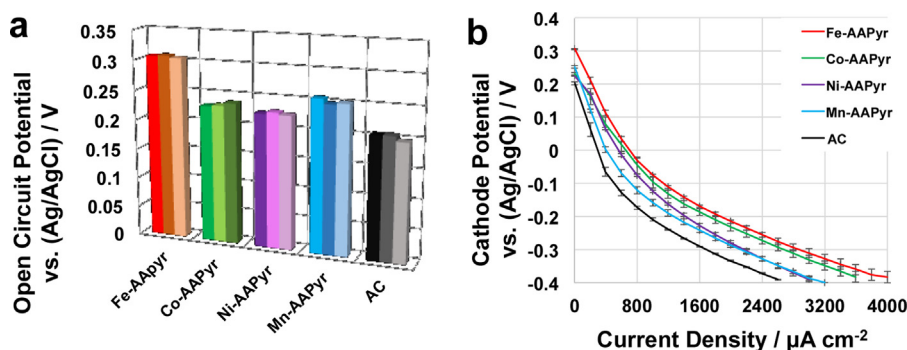 a
Open Circuit Potential
vs. (Ag/AgCl) / V
0.35
0.3
0.25
0.2
0.15
0.1
0.05
0
Fe-AApyr
Co-AAPyr
Ni-AAPyr
Mn-AAPyr
AC
b
Cathode Potential
vs. (Ag/AgCl) / V
0.4
0.3
0.2
0.1
0
-0.1
-0.2
-0.3
-0.4
Fe-AAPyr
Co-AAPyr
Ni-AAPyr
Mn-AAPyr
AC
0
800
1600
2400
3200
4000
Current Density / µA cm-2